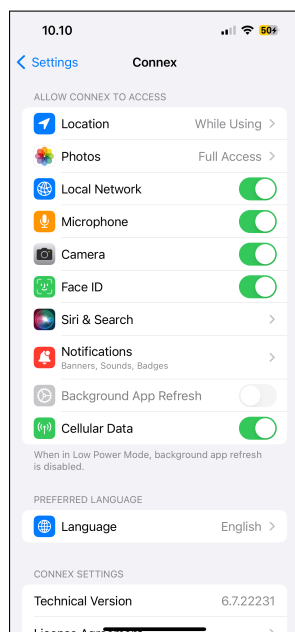 10.10
50
Settings
Connex
ALLOW CONNEX TO ACCESS
Location
While Using
Photos
Full Access
Local Network
Microphone
Camera
Face ID
Siri & Search
Notifications
Banners, Sounds, Badges
Background App Refresh
Cellular Data
When in Low Power Mode, background app refresh
is disabled.
PREFERRED LANGUAGE
Language
English
CONNEX SETTINGS
Technical Version
6.7.22231
License Agreement